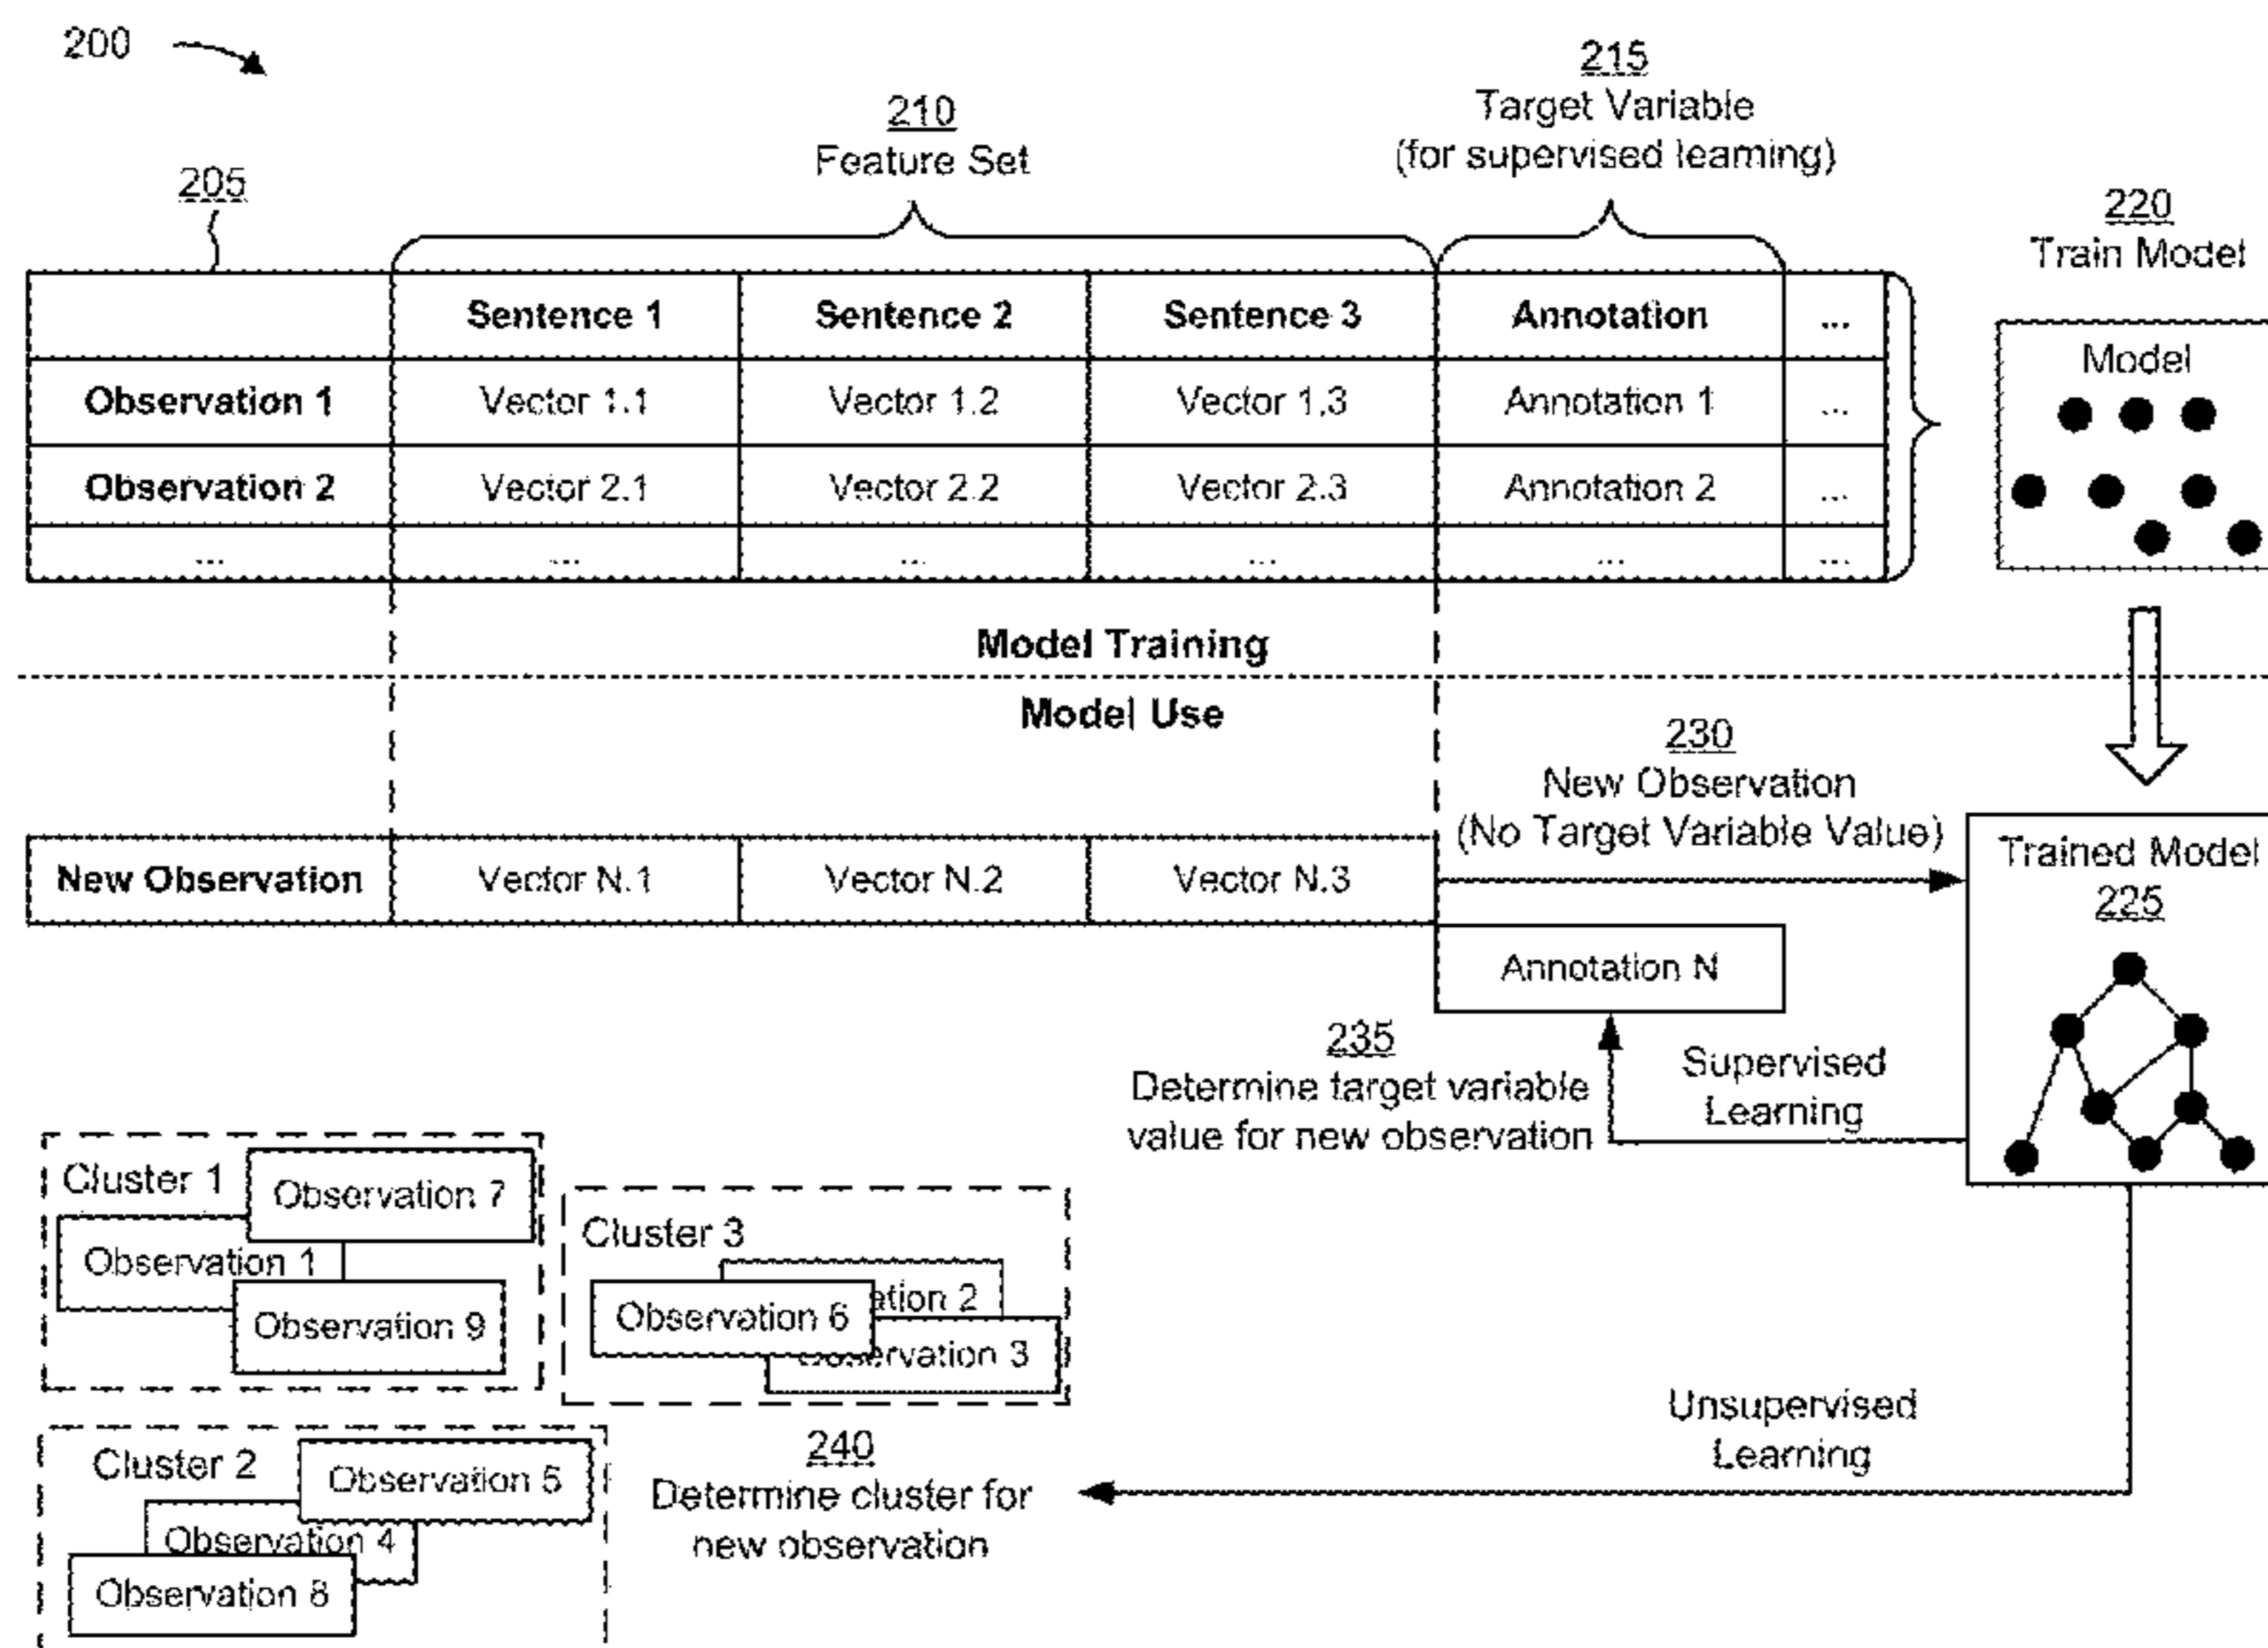 200
205
210
Feature Set
215
Target Variable
(for supervised learning)
220
Train Model
Sentence 1 Sentence 2 Sentence 3 Annotation ...
Observation 1 Vector 1.1 Vector 1.2 Vector 1.3 Annotation 1 ...
Observation 2 Vector 2.1 Vector 2.2 Vector 2.3 Annotation 2 ...
... ... ... ... ... ...
Model
Model Training
Model Use
230
New Observation
(No Target Variable Value)
New Observation Vector N.1 Vector N.2 Vector N.3
Trained Model
225
Annotation N
235
Determine target variable
value for new observation
Supervised
Learning
Cluster 1
Observation 7
Observation 1
Observation 9
Cluster 3
ation 2
Observation 6
ervation 3
Unsupervised
Learning
Cluster 2
Observation 5
Observation 4
Observation 8
240
Determine cluster for
new observation